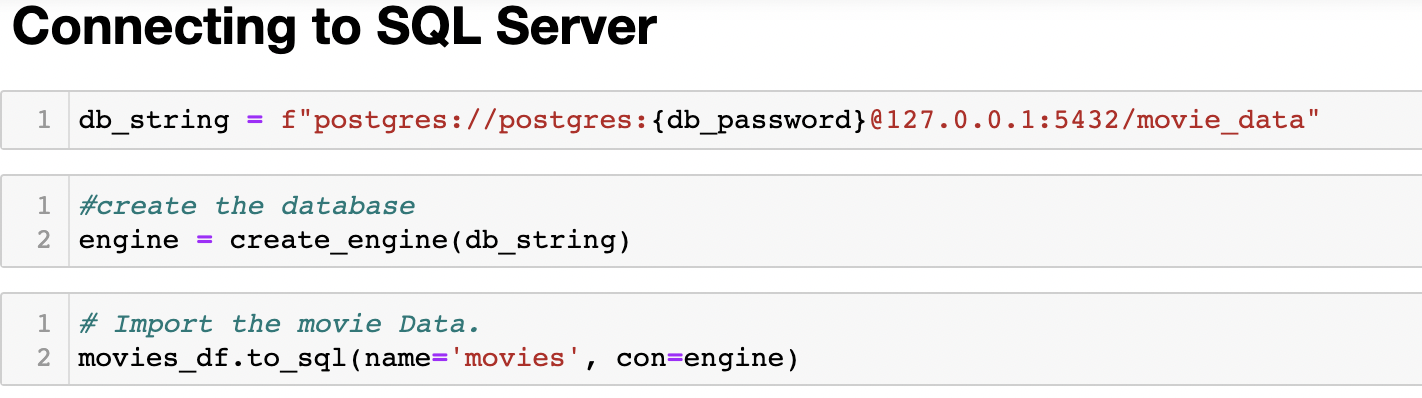 Connecting to SQL Server
1 db_string = f"postgres://postgres:{db_password}@127.0.0.1:5432/movie_data"
1 #create the database
2 engine = create_engine(db_string)
1 # Import the movie Data.
2 movies_df.to_sql(name='movies', con=engine)